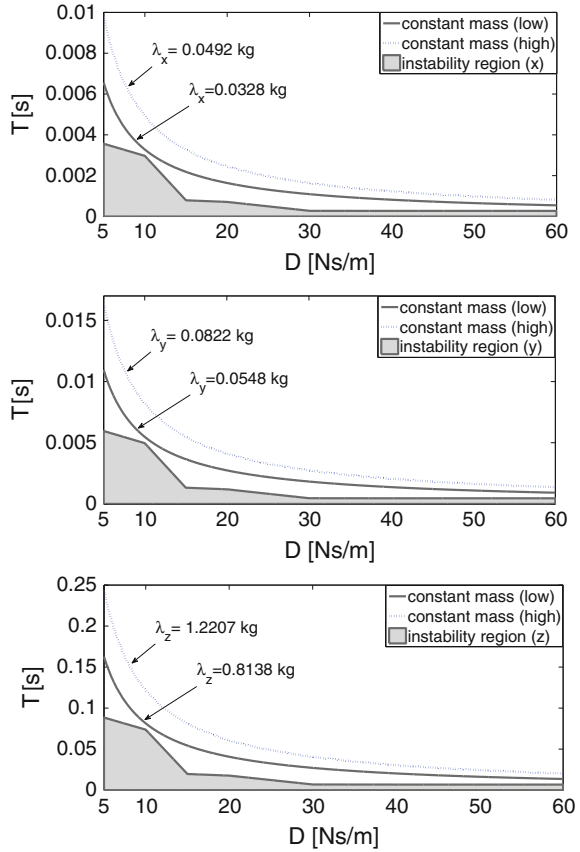 0.01
0.008
0.006
0.004
0.002
0
T[s]
λx= 0.0492 kg
λx=0.0328 kg
constant mass (low)
constant mass (high)
instability region (x)
5 10 20 30 40 50 60
D [Ns/m]
0.015
0.01
0.005
0
T[s]
λy= 0.0822 kg
λy=0.0548 kg
constant mass (low)
constant mass (high)
instability region (y)
5 10 20 30 40 50 60
D [Ns/m]
0.25
0.2
0.15
0.1
0.05
0
T[s]
λz= 1.2207 kg
λz=0.8138 kg
constant mass (low)
constant mass (high)
instability region (z)
5 10 20 30 40 50 60
D [Ns/m]